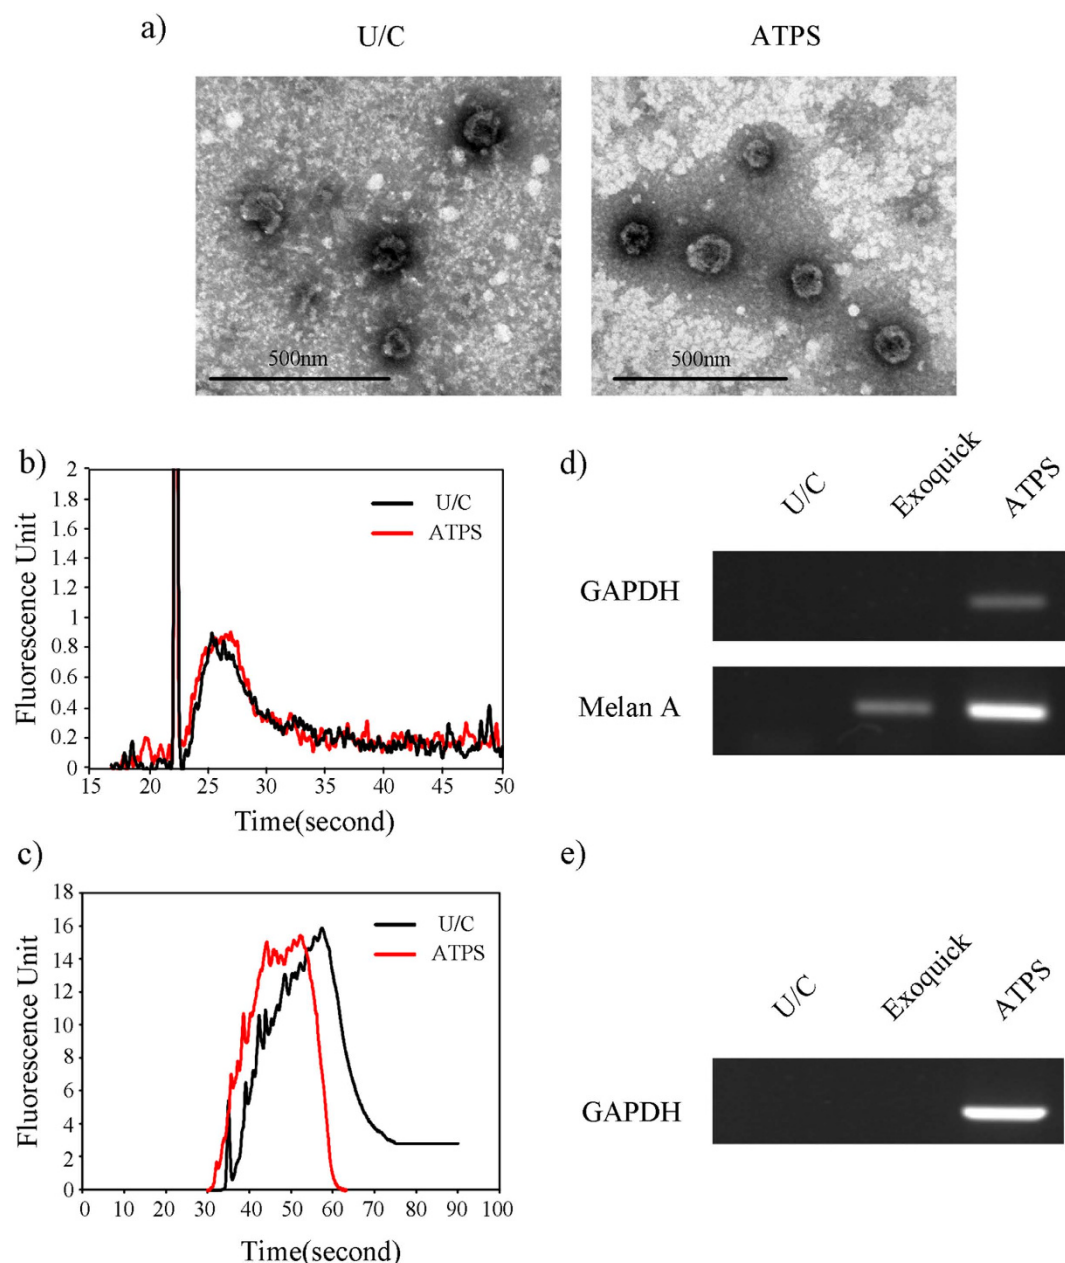 a)
U/C
ATPS
500nm
500nm
b)
2
1.8
1.6
1.4
1.2
1
0.8
0.6
0.4
0.2
0
15 20 25 30 35 40 45 50
Fluorescence Unit
Time(second)
U/C
ATPS
c)
18
16
14
12
10
8
6
4
2
0
0 10 20 30 40 50 60 70 80 90 100
Fluorescence Unit
Time(second)
U/C
ATPS
d)
U/C
Exoquick
ATPS
GAPDH
Melan A
e)
U/C
Exoquick
ATPS
GAPDH